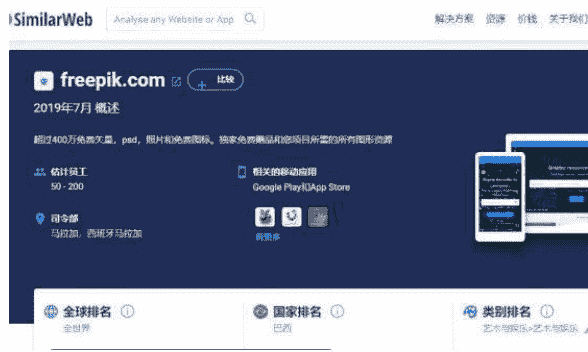 SimilarWeb
Analyse any Website or App
解决方案 资源 价钱 关于我们
freepik.com
比较
2019年7月 概述
超过400万免费矢量，psd，照片和免费图标。独家免费赠品和您项目所需的所有图形资源
估计员工
50 - 200
相关的移动应用
Google Play和App Store
司令部
马拉加，西班牙马拉加
全球排名
全世界
国家排名
巴西
类别排名
艺术与娱乐>艺术与娱乐